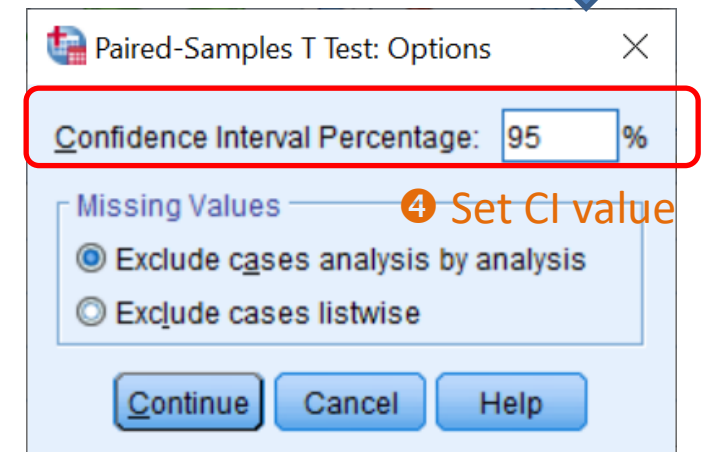 Paired-Samples T Test: Options
Confidence Interval Percentage: 95 %
Missing Values
❹ Set CI value
Exclude cases analysis by analysis
Exclude cases listwise
Continue Cancel Help